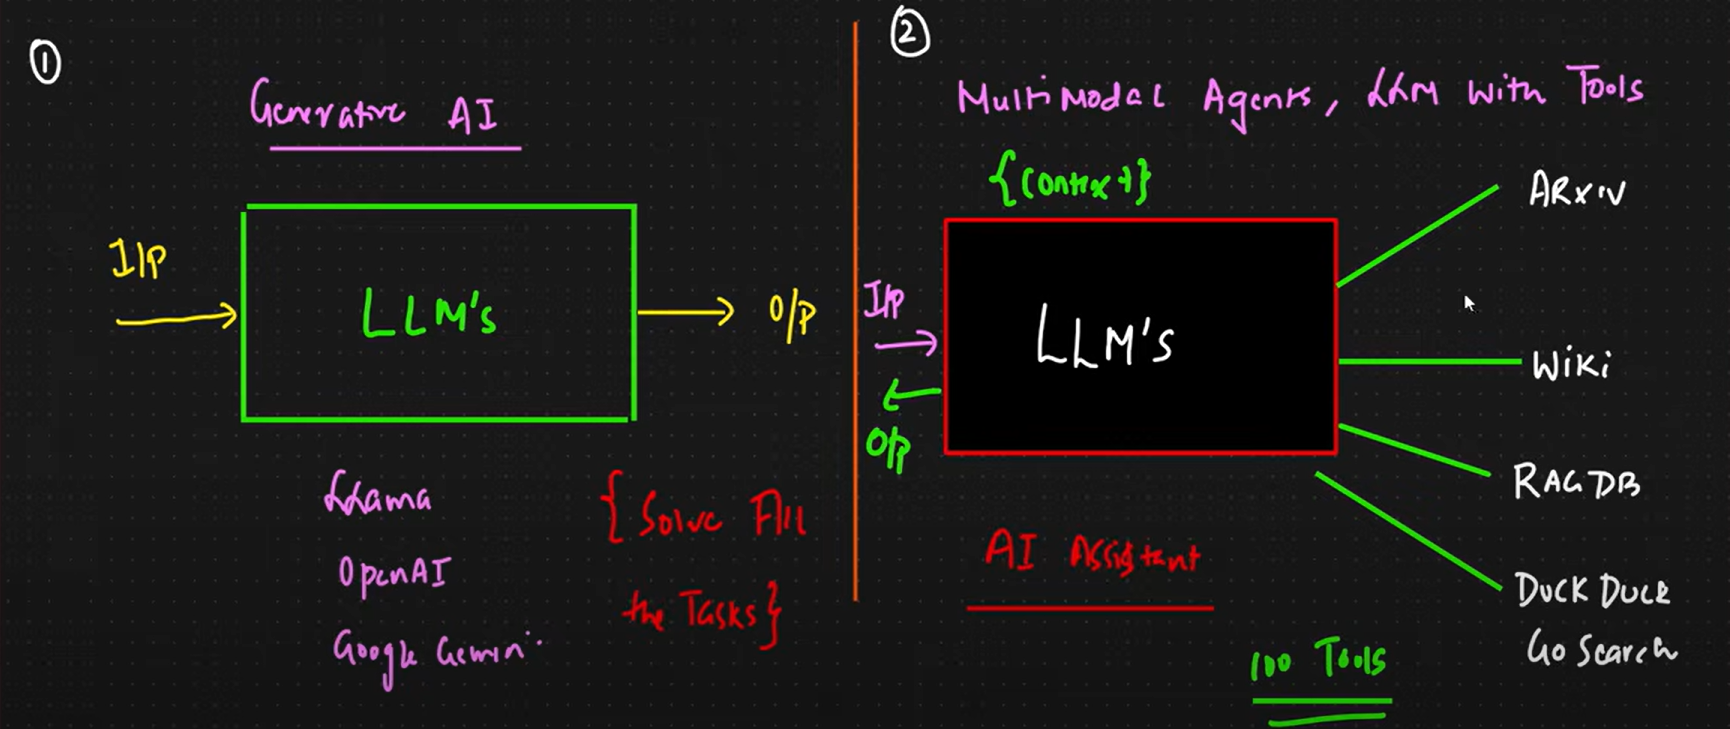 1
Generative AI
I/P
LLM's
O/P
LLama
OpenAI
Google Gemini
{Solve All
the Tasks}
2
Multimodal Agents, LLM with Tools
{context}
I/P
LLM's
O/P
ARXIV
Wiki
RAG DB
Duck Duck
Go Search
AI Assistant
100 Tools